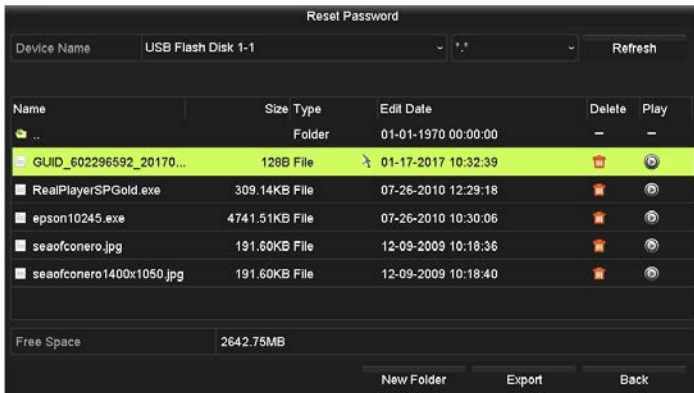 Reset Password
Device Name USB Flash Disk 1-1 *.* Refresh
Name Size Type Edit Date Delete Play
.. Folder 01-01-1970 00:00:00 – –
GUID_602296592_20170... 128B File 01-17-2017 10:32:39
RealPlayerSPGold.exe 309.14KB File 07-26-2010 12:29:18
epson10245.exe 4741.51KB File 07-26-2010 10:30:06
seaofconero.jpg 191.60KB File 12-09-2009 10:18:36
seaofconero1400x1050.jpg 191.60KB File 12-09-2009 10:18:40
Free Space 2642.75MB
New Folder Export Back